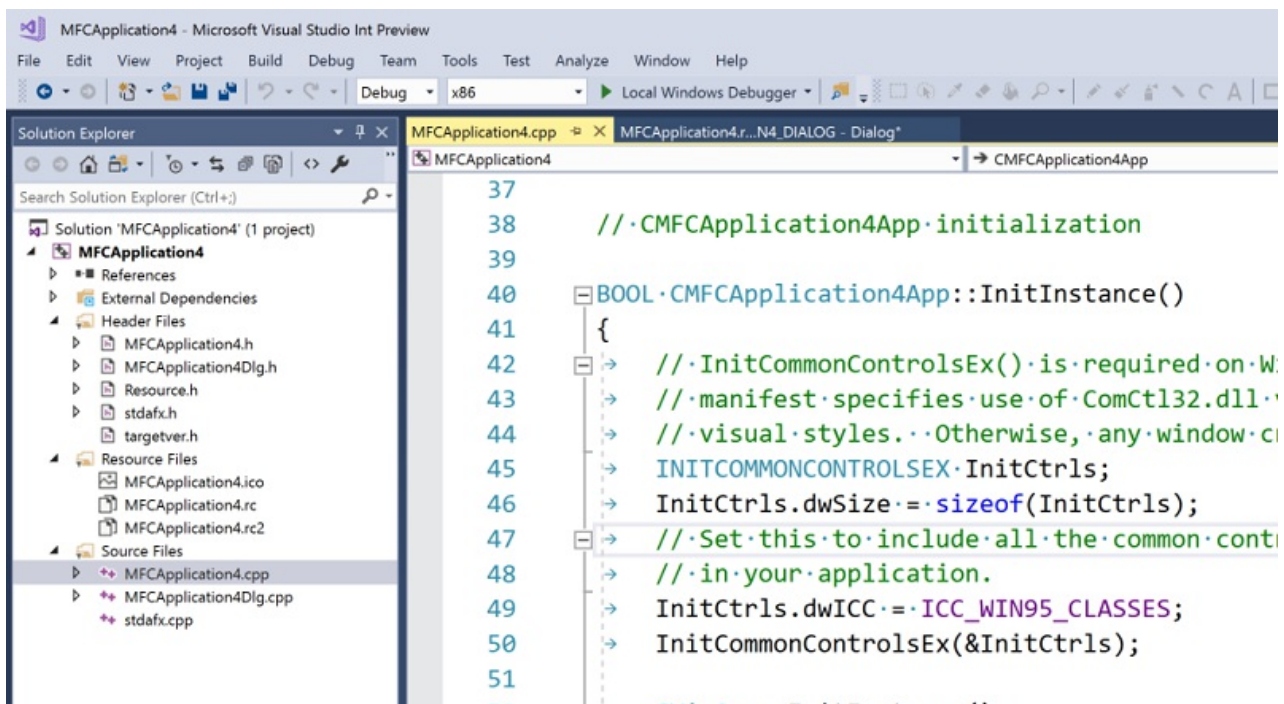 MFCApplication4 - Microsoft Visual Studio Int Preview
File Edit View Project Build Debug Team Tools Test Analyze Window Help
Debug x86 Local Windows Debugger
Solution Explorer
Search Solution Explorer (Ctrl+;)
Solution 'MFCApplication4' (1 project)
MFCApplication4
References
External Dependencies
Header Files
MFCApplication4.h
MFCApplication4Dlg.h
Resource.h
stdafx.h
targetver.h
Resource Files
MFCApplication4.ico
MFCApplication4.rc
MFCApplication4.rc2
Source Files
MFCApplication4.cpp
MFCApplication4Dlg.cpp
stdafx.cpp
MFCApplication4.cpp MFCApplication4.r...N4_DIALOG - Dialog*
MFCApplication4 CMFCApplication4App
37
38 //·CMFCApplication4App·initialization
39
40 BOOL·CMFCApplication4App::InitInstance()
41 {
42 //·InitCommonControlsEx()·is·required·on·Wi
43 //·manifest·specifies·use·of·ComCtl32.dll·v
44 //·visual·styles.··Otherwise,·any·window·cr
45 INITCOMMONCONTROLSEX·InitCtrls;
46 InitCtrls.dwSize·=·sizeof(InitCtrls);
47 //·Set·this·to·include·all·the·common·contr
48 //·in·your·application.
49 InitCtrls.dwICC·=·ICC_WIN95_CLASSES;
50 InitCommonControlsEx(&InitCtrls);
51